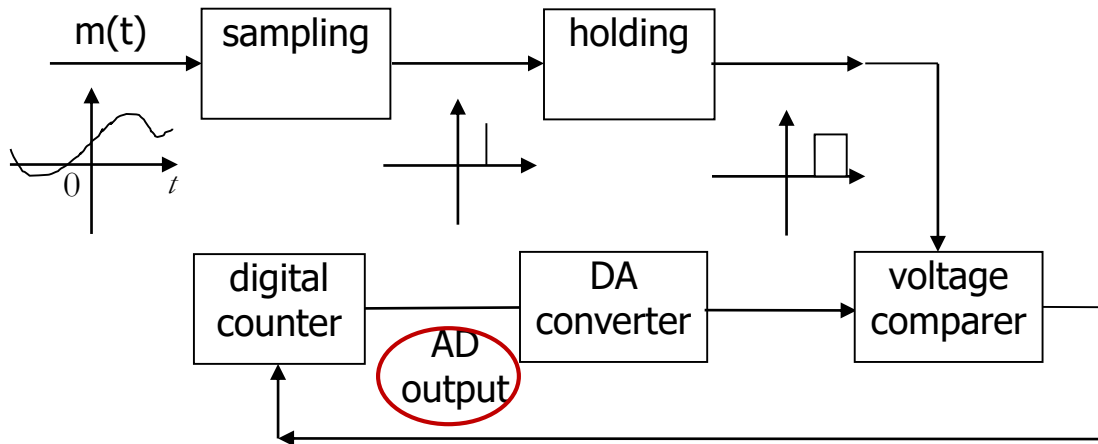 m(t)
sampling
holding
0
t
digital
counter
DA
converter
voltage
comparer
AD
output